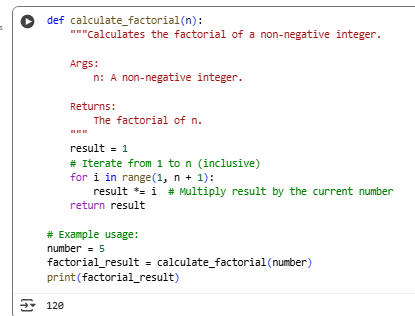 def calculate_factorial(n):
    """Calculates the factorial of a non-negative integer.

    Args:
        n: A non-negative integer.

    Returns:
        The factorial of n.
    """
    result = 1
    # Iterate from 1 to n (inclusive)
    for i in range(1, n + 1):
        result *= i  # Multiply result by the current number
    return result

# Example usage:
number = 5
factorial_result = calculate_factorial(number)
print(factorial_result)
120